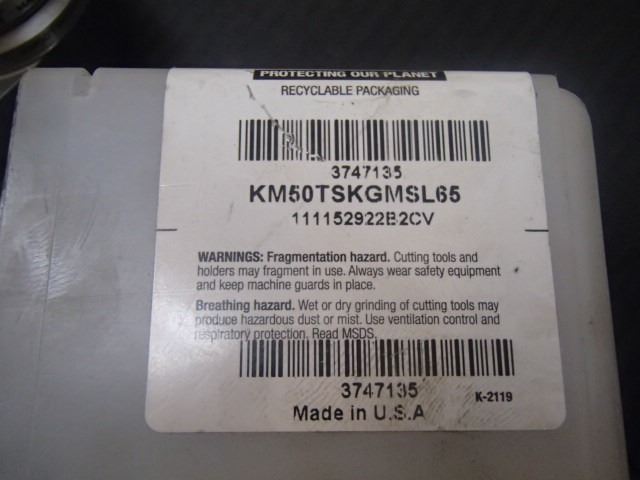 PROTECTING OUR PLANET
RECYCLABLE PACKAGING
3747135
KM50TSKGMSL65
111152922B2CV
WARNINGS: Fragmentation hazard. Cutting tools and
holders may fragment in use. Always wear safety equipment
and keep machine guards in place.
Breathing hazard. Wet or dry grinding of cutting tools may
produce hazardous dust or mist. Use ventilation control and
respiratory protection. Read MSDS.
3747135
K-2119
Made in U.S.A